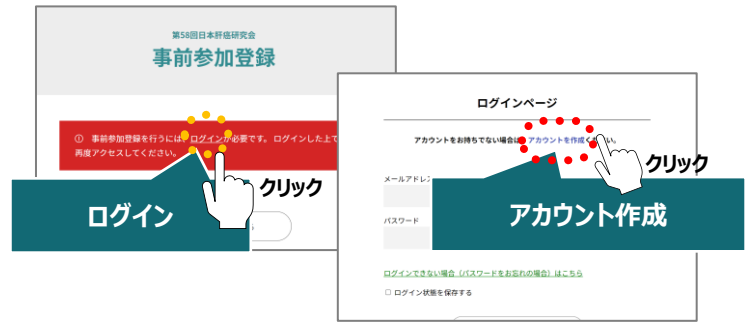 第58回日本肝癌研究会
事前参加登録
事前参加登録を行うには、ログインが必要です。 ログインした上で
再度アクセスしてください。
クリック
ログイン
ログインページ
アカウントをお持ちでない場合は アカウントを作成ください。
クリック
メールアドレス
アカウント作成
パスワード
ログインできない場合（パスワードをお忘れの場合）はこちら
ログイン状態を保存する